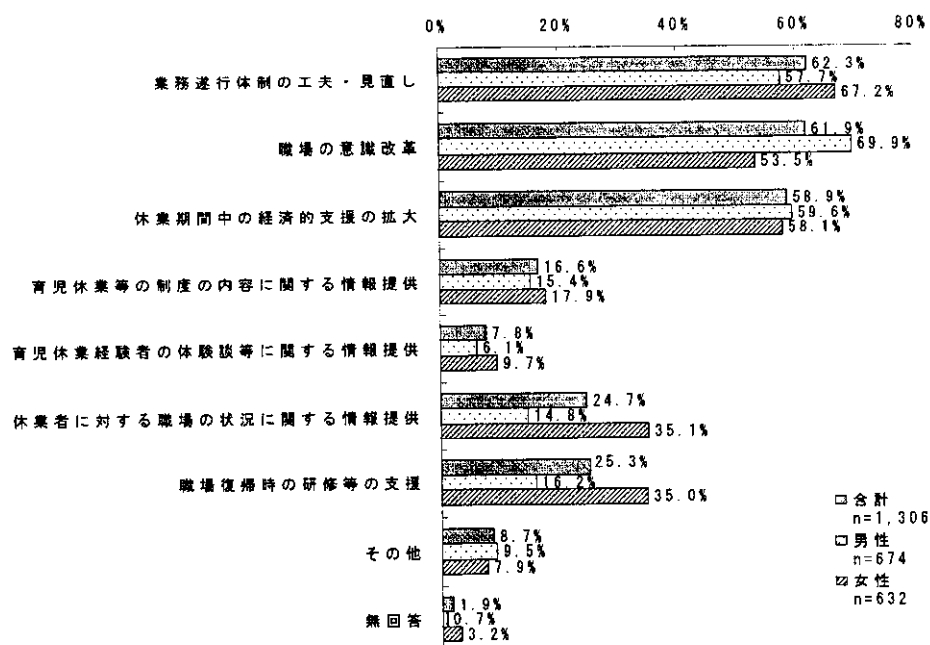 0% 20% 40% 60% 80%
業務遂行体制の工夫・見直し
62.3%
57.7%
67.2%
職場の意識改革
61.9%
69.9%
53.5%
休業期間中の経済的支援の拡大
58.9%
59.6%
58.1%
育児休業等の制度の内容に関する情報提供
16.6%
15.4%
17.9%
育児休業経験者の体験談等に関する情報提供
7.8%
6.1%
9.7%
休業者に対する職場の状況に関する情報提供
24.7%
14.8%
35.1%
職場復帰時の研修等の支援
25.3%
16.2%
35.0%
その他
8.7%
9.5%
7.9%
無回答
1.9%
0.7%
3.2%
合計
n=1,306
男性
n=674
女性
n=632